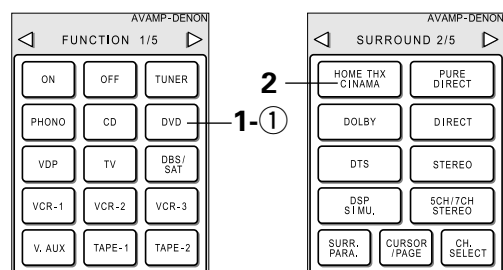 AVAMP-DENON
FUNCTION 1/5
ON OFF TUNER
PHONO CD DVD
VDP TV DBS/
SAT
VCR-1 VCR-2 VCR-3
V. AUX TAPE-1 TAPE-2
1-①
AVAMP-DENON
SURROUND 2/5
2
HOME THX
CINAMA
PURE
DIRECT
DOLBY DIRECT
DTS STEREO
DSP
SIMU.
5CH/7CH
STEREO
SURR.
PARA.
CURSOR
/PAGE
CH.
SELECT